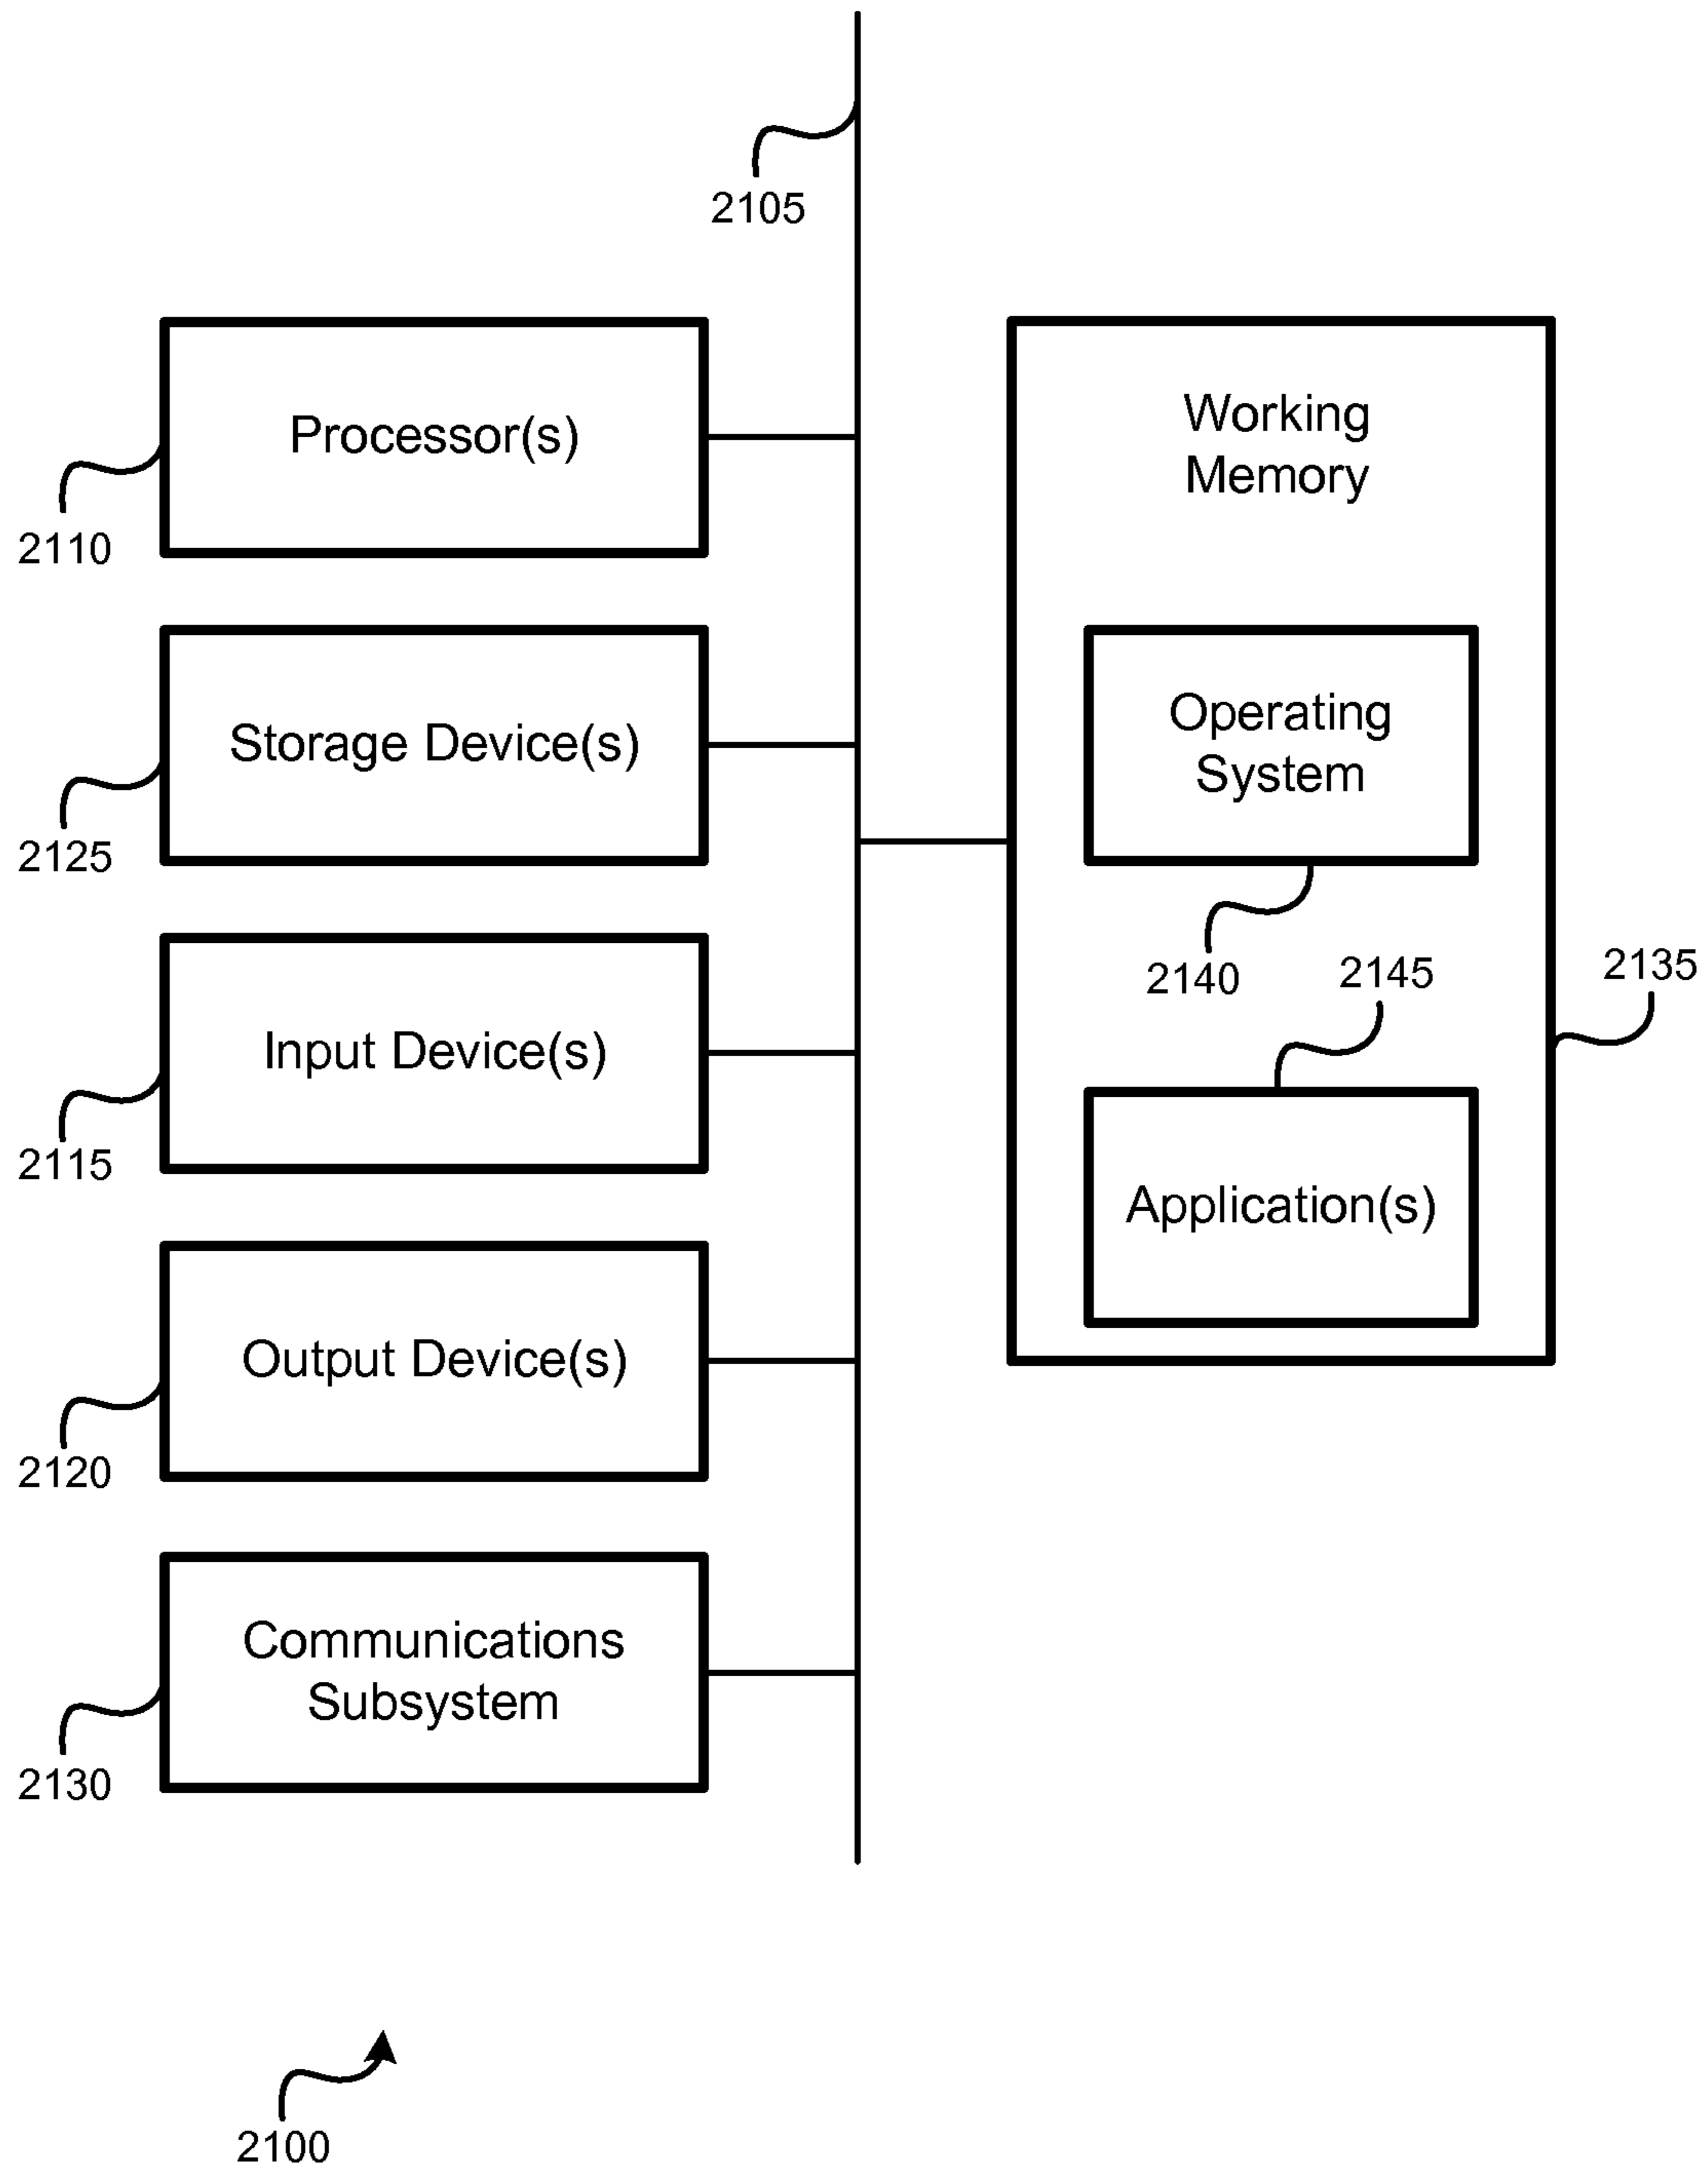 2105
Processor(s)
2110
Storage Device(s)
2125
Input Device(s)
2115
Output Device(s)
2120
Communications
Subsystem
2130
Working
Memory
Operating
System
2140
2145
2135
Application(s)
2100